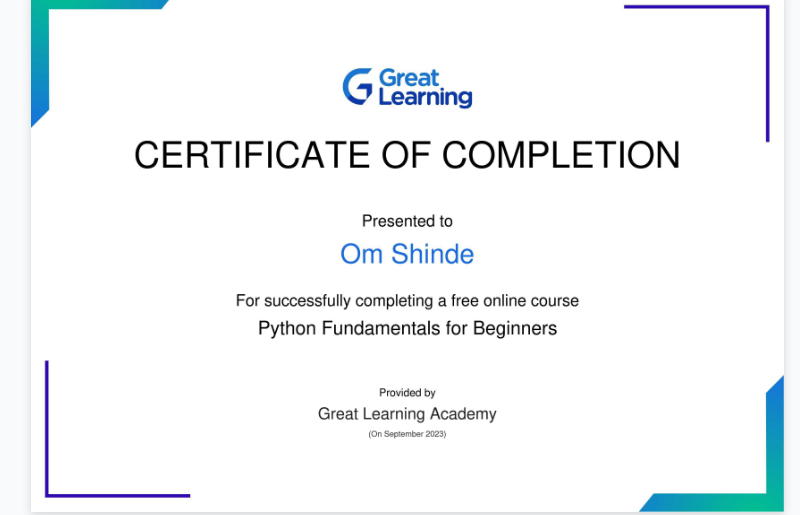 Great
Learning
CERTIFICATE OF COMPLETION
Presented to
Om Shinde
For successfully completing a free online course
Python Fundamentals for Beginners
Provided by
Great Learning Academy
(On September 2023)